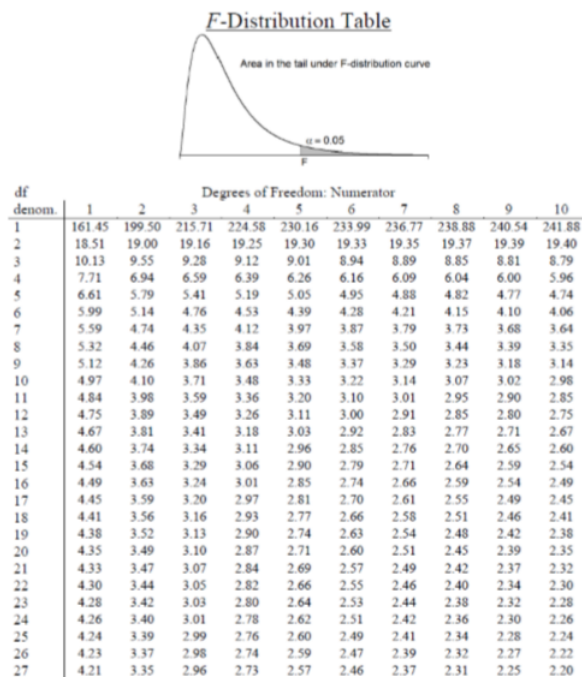 F-Distribution Table
Area in the tail under F-distribution curve
α = 0.05
F
df Degrees of Freedom: Numerator
denom. 1 2 3 4 5 6 7 8 9 10
1 161.45 199.50 215.71 224.58 230.16 233.99 236.77 238.88 240.54 241.88
2 18.51 19.00 19.16 19.25 19.30 19.33 19.35 19.37 19.39 19.40
3 10.13 9.55 9.28 9.12 9.01 8.94 8.89 8.85 8.81 8.79
4 7.71 6.94 6.59 6.39 6.26 6.16 6.09 6.04 6.00 5.96
5 6.61 5.79 5.41 5.19 5.05 4.95 4.88 4.82 4.77 4.74
6 5.99 5.14 4.76 4.53 4.39 4.28 4.21 4.15 4.10 4.06
7 5.59 4.74 4.35 4.12 3.97 3.87 3.79 3.73 3.68 3.64
8 5.32 4.46 4.07 3.84 3.69 3.58 3.50 3.44 3.39 3.35
9 5.12 4.26 3.86 3.63 3.48 3.37 3.29 3.23 3.18 3.14
10 4.97 4.10 3.71 3.48 3.33 3.22 3.14 3.07 3.02 2.98
11 4.84 3.98 3.59 3.36 3.20 3.10 3.01 2.95 2.90 2.85
12 4.75 3.89 3.49 3.26 3.11 3.00 2.91 2.85 2.80 2.75
13 4.67 3.81 3.41 3.18 3.03 2.92 2.83 2.77 2.71 2.67
14 4.60 3.74 3.34 3.11 2.96 2.85 2.76 2.70 2.65 2.60
15 4.54 3.68 3.29 3.06 2.90 2.79 2.71 2.64 2.59 2.54
16 4.49 3.63 3.24 3.01 2.85 2.74 2.66 2.59 2.54 2.49
17 4.45 3.59 3.20 2.97 2.81 2.70 2.61 2.55 2.49 2.45
18 4.41 3.56 3.16 2.93 2.77 2.66 2.58 2.51 2.46 2.41
19 4.38 3.52 3.13 2.90 2.74 2.63 2.54 2.48 2.42 2.38
20 4.35 3.49 3.10 2.87 2.71 2.60 2.51 2.45 2.39 2.35
21 4.33 3.47 3.07 2.84 2.69 2.57 2.49 2.42 2.37 2.32
22 4.30 3.44 3.05 2.82 2.66 2.55 2.46 2.40 2.34 2.30
23 4.28 3.42 3.03 2.80 2.64 2.53 2.44 2.38 2.32 2.28
24 4.26 3.40 3.01 2.78 2.62 2.51 2.42 2.36 2.30 2.26
25 4.24 3.39 2.99 2.76 2.60 2.49 2.41 2.34 2.28 2.24
26 4.23 3.37 2.98 2.74 2.59 2.47 2.39 2.32 2.27 2.22
27 4.21 3.35 2.96 2.73 2.57 2.46 2.37 2.31 2.25 2.20